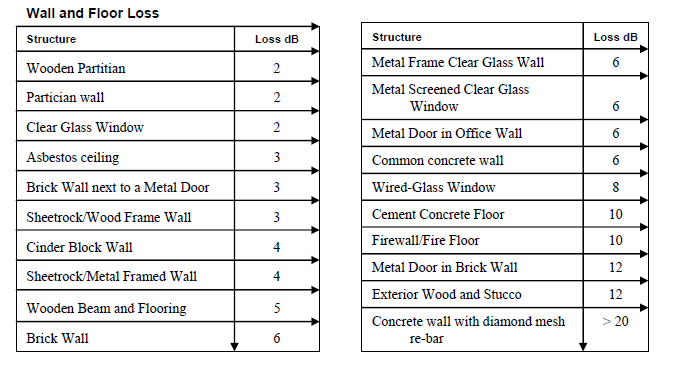 Wall and Floor Loss
Structure Loss dB
Wooden Partitian 2
Partician wall 2
Clear Glass Window 2
Asbestos ceiling 3
Brick Wall next to a Metal Door 3
Sheetrock/Wood Frame Wall 3
Cinder Block Wall 4
Sheetrock/Metal Framed Wall 4
Wooden Beam and Flooring 5
Brick Wall 6
Structure Loss dB
Metal Frame Clear Glass Wall 6
Metal Screened Clear Glass
Window 6
Metal Door in Office Wall 6
Common concrete wall 6
Wired-Glass Window 8
Cement Concrete Floor 10
Firewall/Fire Floor 10
Metal Door in Brick Wall 12
Exterior Wood and Stucco 12
Concrete wall with diamond mesh > 20
re-bar